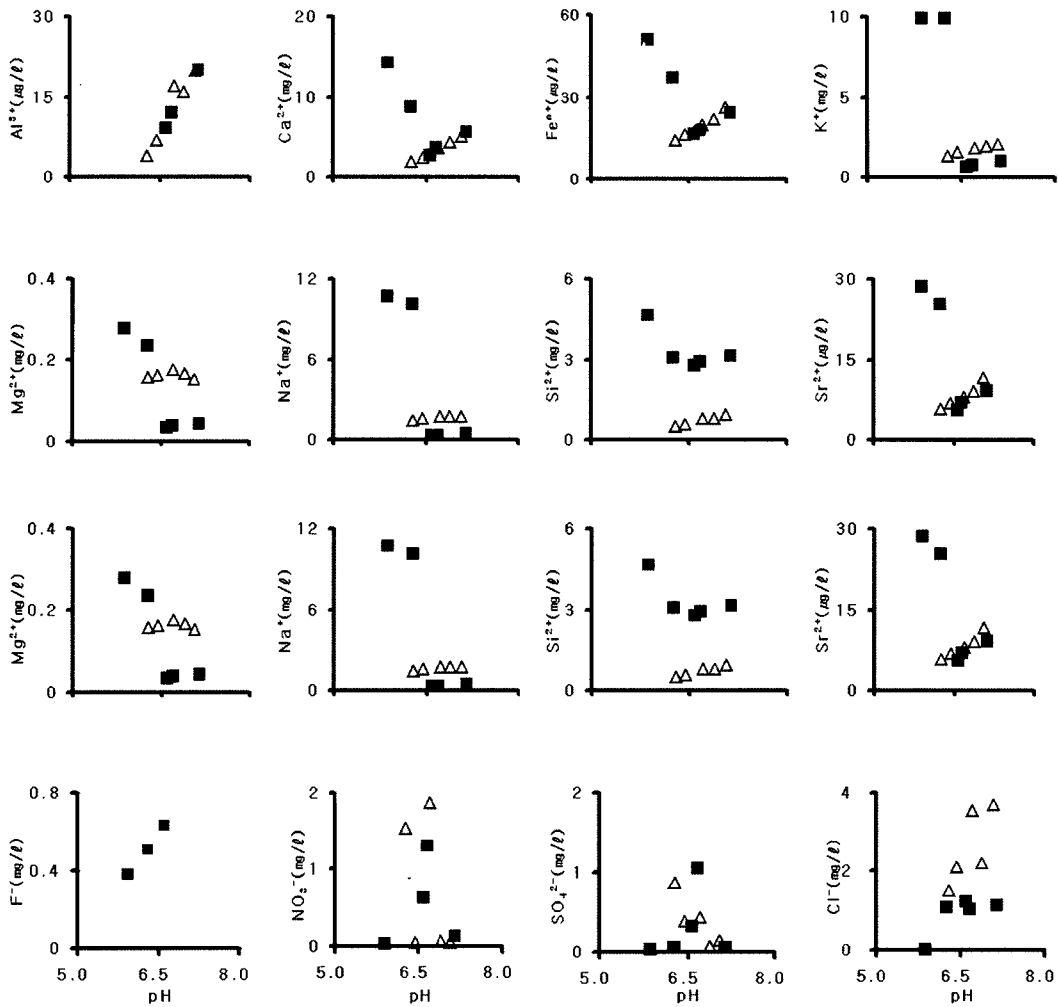 30
15
0
Al³⁺(µg/ℓ)
20
10
0
Ca²⁺(mg/ℓ)
60
30
0
Feⁿ⁺(µg/ℓ)
10
5
0
K⁺(mg/ℓ)
0.4
0.2
0
Mg²⁺(mg/ℓ)
12
6
0
Na⁺(mg/ℓ)
6
3
0
Si²⁺(mg/ℓ)
30
15
0
Sr²⁺(µg/ℓ)
0.4
0.2
0
Mg²⁺(mg/ℓ)
12
6
0
Na⁺(mg/ℓ)
6
3
0
Si²⁺(mg/ℓ)
30
15
0
Sr²⁺(µg/ℓ)
0.8
0.4
0
F⁻(mg/ℓ)
5.0 6.5 8.0
pH
2
1
0
(mg/ℓ)
5.0 6.5 8.0
pH
2
1
0
SO₄²⁻(mg/ℓ)
5.0 6.5 8.0
pH
4
2
0
Cl⁻(mg/ℓ)
5.0 6.5 8.0
pH